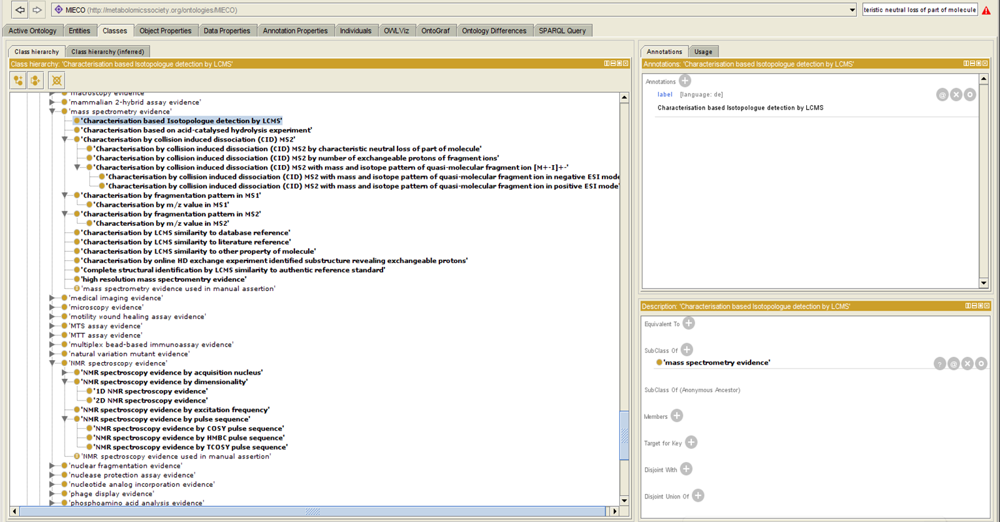 MIECO (http://metabolomicssociety.org/ontologies/MIECO)
teristic neutral loss of part of molecule
Active Ontology Entities Classes Object Properties Data Properties Annotation Properties Individuals OWLViz OntoGraf Ontology Differences SPARQL Query
Class hierarchy Class hierarchy (inferred)
Class hierarchy: 'Characterisation based Isotopologue detection by LCMS'
'macroscopy evidence'
'mammalian 2-hybrid assay evidence'
'mass spectrometry evidence'
'Characterisation based Isotopologue detection by LCMS'
'Characterisation based on acid-catalysed hydrolysis experiment'
'Characterisation by collision induced dissociation (CID) MS2'
'Characterisation by collision induced dissociation (CID) MS2 by characteristic neutral loss of part of molecule'
'Characterisation by collision induced dissociation (CID) MS2 by number of exchangeable protons of fragment ions'
'Characterisation by collision induced dissociation (CID) MS2 with mass and isotope pattern of quasi-molecular fragment ion [M+-I]+-'
'Characterisation by collision induced dissociation (CID) MS2 with mass and isotope pattern of quasi-molecular fragment ion in negative ESI mode
'Characterisation by collision induced dissociation (CID) MS2 with mass and isotope pattern of quasi-molecular fragment ion in positive ESI mode'
'Characterisation by fragmentation pattern in MS1'
'Characterisation by m/z value in MS1'
'Characterisation by fragmentation pattern in MS2'
'Characterisation by m/z value in MS2'
'Characterisation by LCMS similarity to database reference'
'Characterisation by LCMS similarity to literature reference'
'Characterisation by LCMS similarity to other property of molecule'
'Characterisation by online HD exchange experiment identified substructure revealing exchangeable protons'
'Complete structural identification by LCMS similarity to authentic reference standard'
'high resolution mass spectromentry evidence'
'mass spectrometry evidence used in manual assertion'
'medical imaging evidence'
'microscopy evidence'
'motility wound healing assay evidence'
'MTS assay evidence'
'MTT assay evidence'
'multiplex bead-based immunoassay evidence'
'natural variation mutant evidence'
'NMR spectroscopy evidence'
'NMR spectroscopy evidence by acquisition nucleus'
'NMR spectroscopy evidence by dimensionality'
'1D NMR spectroscopy evidence'
'2D NMR spectroscopy evidence'
'NMR spectroscopy evidence by excitation frequency'
'NMR spectroscopy evidence by pulse sequence'
'NMR spectroscopy evidence by COSY pulse sequence'
'NMR spectroscopy evidence by HMBC pulse sequence'
'NMR spectroscopy evidence by TCOSY pulse sequence'
'NMR spectroscopy evidence used in manual assertion'
'nuclear fragmentation evidence'
'nuclease protection assay evidence'
'nucleotide analog incorporation evidence'
'phage display evidence'
'phosphoamino acid analysis evidence'
Annotations Usage
Annotations: 'Characterisation based Isotopologue detection by LCMS'
Annotations
label [language: de]
Characterisation based Isotopologue detection by LCMS
Description: 'Characterisation based Isotopologue detection by LCMS'
Equivalent To
SubClass Of
'mass spectrometry evidence'
SubClass Of (Anonymous Ancestor)
Members
Target for Key
Disjoint With
Disjoint Union Of